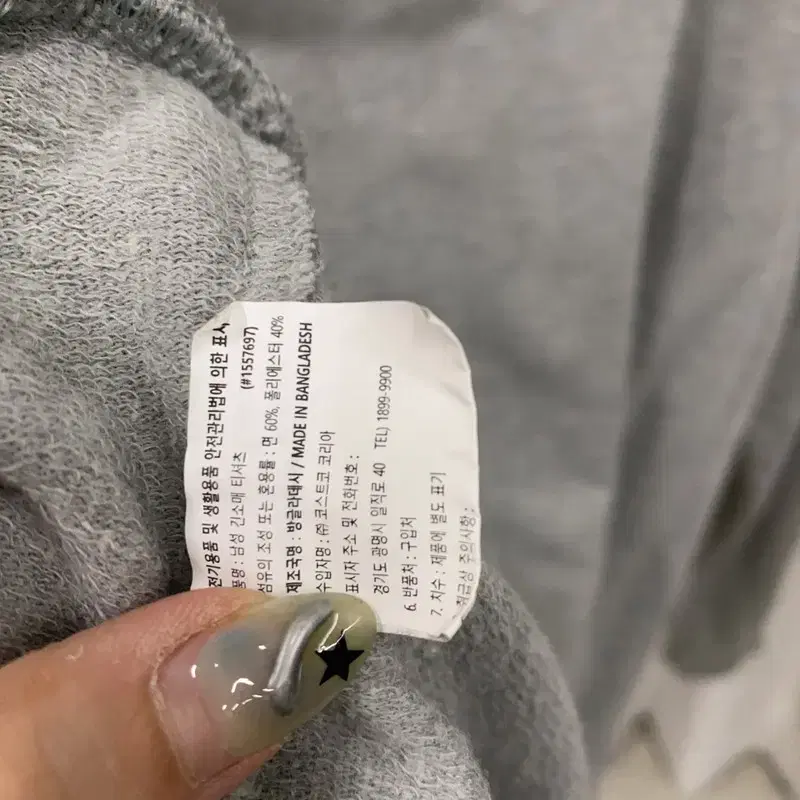 전기용품 및 생활용품 안전관리법에 의한 표시
(#1557697)
품명 : 남성 긴소매 티셔츠
섬유의 조성 또는 혼용률 : 면 60%, 폴리에스터 40%
제조국명 : 방글라데시 / MADE IN BANGLADESH
수입자명 : ㈜ 코스트코 코리아
표시자 주소 및 전화번호 :
경기도 광명시 일직로 40 TEL) 1899-9900
6. 반품처 : 구입처
7. 치수 : 제품에 별도 표기
취급상 주의사항 :